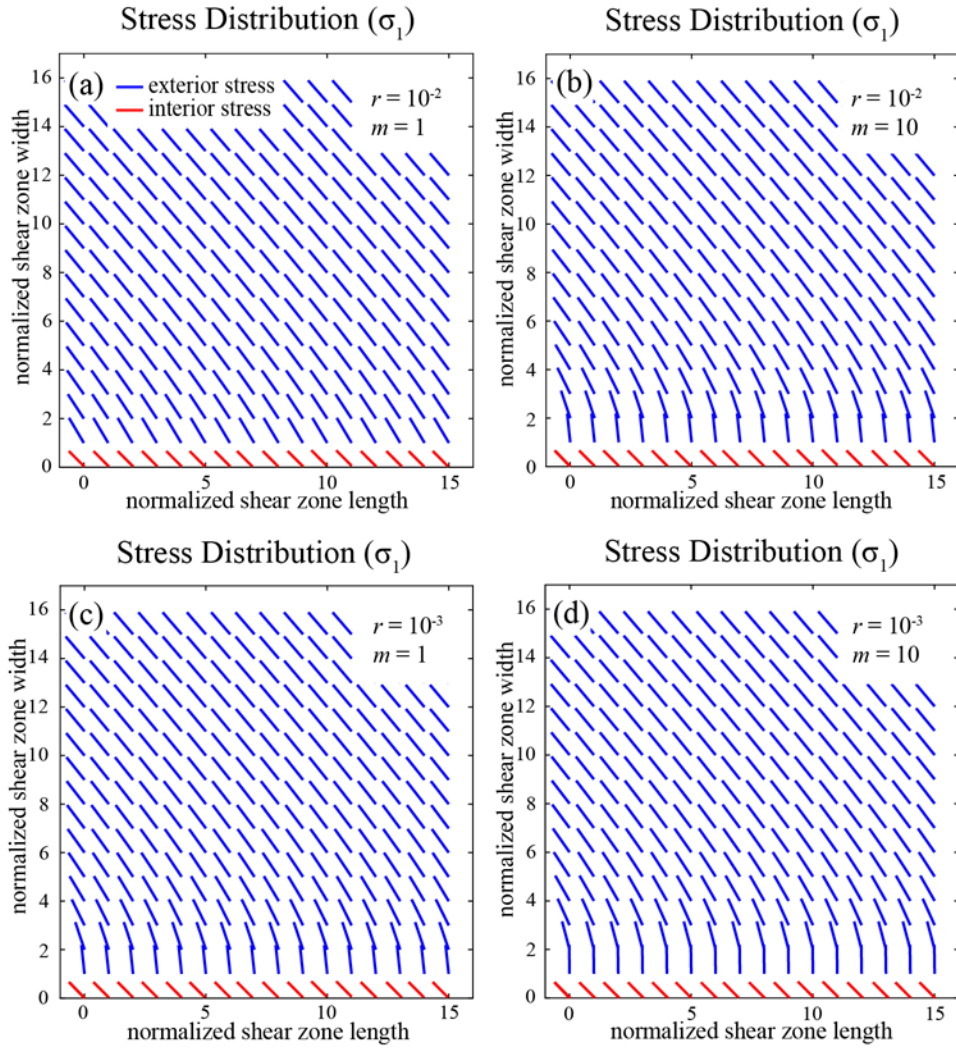 Stress Distribution (σ₁)
(a)
exterior stress
interior stress
r = 10⁻²
m = 1
normalized shear zone width
16
14
12
10
8
6
4
2
0
0 5 10 15
normalized shear zone length
Stress Distribution (σ₁)
(b)
r = 10⁻²
m = 10
normalized shear zone width
16
14
12
10
8
6
4
2
0
0 5 10 15
normalized shear zone length
Stress Distribution (σ₁)
(c)
r = 10⁻³
m = 1
normalized shear zone width
16
14
12
10
8
6
4
2
0
0 5 10 15
normalized shear zone length
Stress Distribution (σ₁)
(d)
r = 10⁻³
m = 10
normalized shear zone width
16
14
12
10
8
6
4
2
0
0 5 10 15
normalized shear zone length